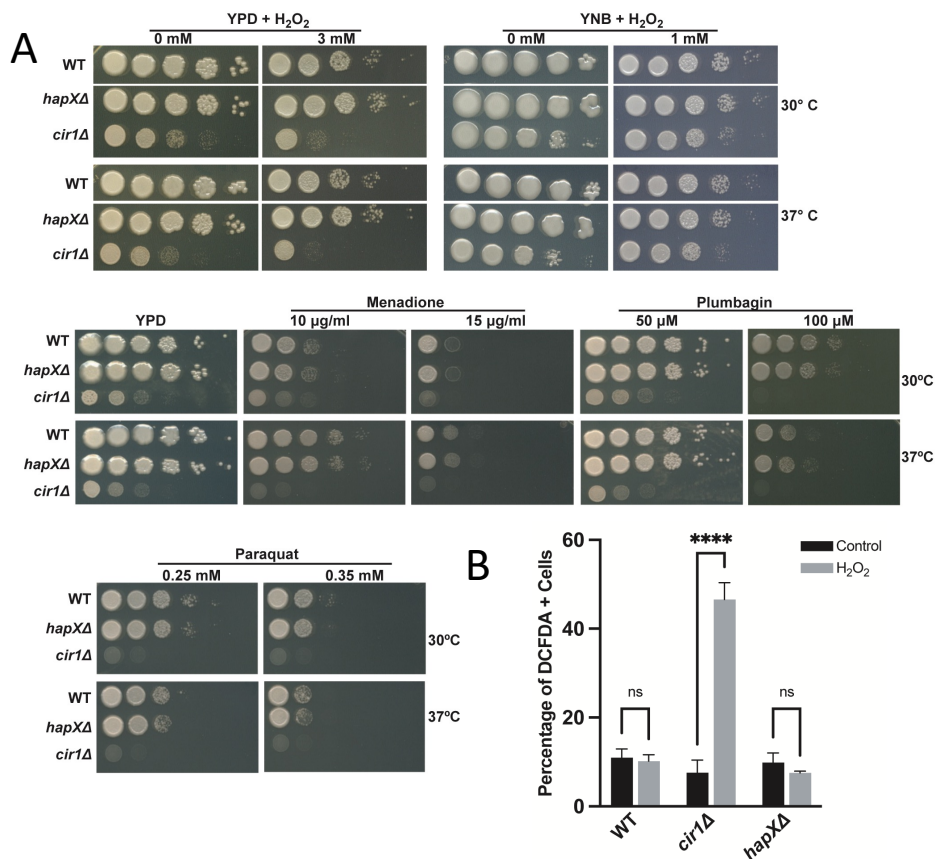 A
YPD + H₂O₂
YNB + H₂O₂
0 mM
3 mM
0 mM
1 mM
WT
hapXΔ
cir1Δ
30° C
WT
hapXΔ
cir1Δ
37° C
Menadione
Plumbagin
YPD
10 µg/ml
15 µg/ml
50 µM
100 µM
WT
hapXΔ
cir1Δ
30ºC
WT
hapXΔ
cir1Δ
37ºC
Paraquat
0.25 mM
0.35 mM
WT
hapXΔ
cir1Δ
30ºC
WT
hapXΔ
cir1Δ
37ºC
B
Percentage of DCFDA + Cells
60
40
20
0
ns
****
ns
Control
H₂O₂
WT
cir1Δ
hapXΔ